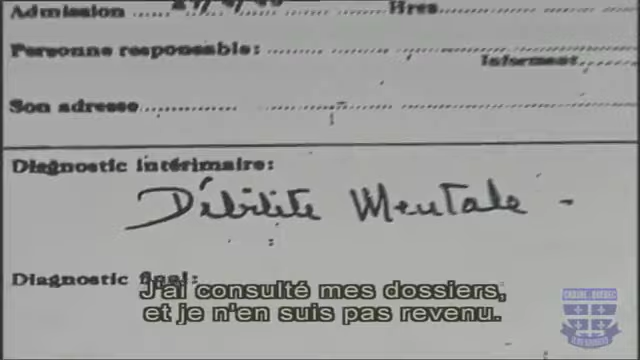 Admission
Hres
Personne responsable:
Informent
Son adresse
Diagnostic intérimaire:
Débilité Mentale -
Diagnostic final:
J'ai consulté mes dossiers,
et je n'en suis pas revenu.